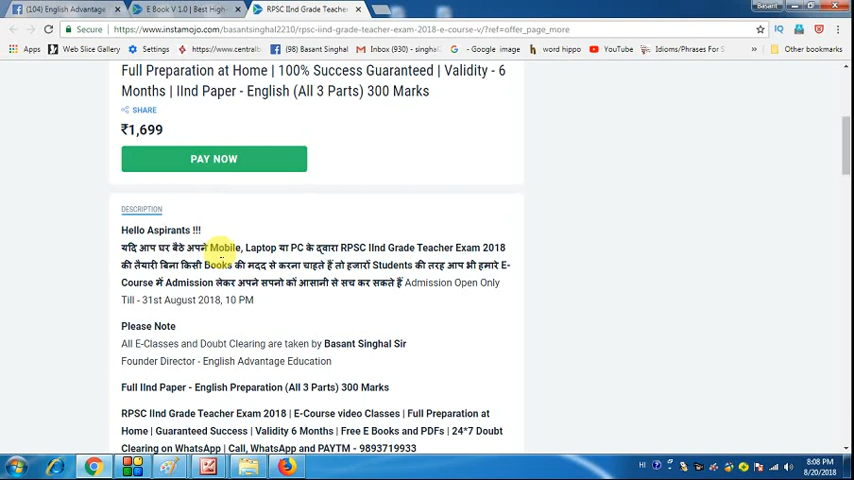 (104) English Advantage
E Book V 1.0 | Best High
RPSC IInd Grade Teache
Basant
Secure
https://www.instamojo.com/basantsinghal2210/rpsc-iind-grade-teacher-exam-2018-e-course-v/?ref=offer_page_more
Apps
Web Slice Gallery
Settings
https://www.central
(98) Basant Singhal
Inbox (930) - singhal
- Google image
word hippo
YouTube
Idioms/Phrases For S
Other bookmarks
Full Preparation at Home | 100% Success Guaranteed | Validity - 6
Months | IInd Paper - English (All 3 Parts) 300 Marks
SHARE
₹1,699
PAY NOW
DESCRIPTION
Hello Aspirants !!!
यदि आप घर बैठे अपने Mobile, Laptop या PC के द्वारा RPSC IInd Grade Teacher Exam 2018
की तैयारी बिना किसी Books की मदद से करना चाहते हैं तो हजारों Students की तरह आप भी हमारे E-
Course में Admission लेकर अपने सपनो कों आसानी से सच कर सकते हैं Admission Open Only
Till - 31st August 2018, 10 PM
Please Note
All E-Classes and Doubt Clearing are taken by Basant Singhal Sir
Founder Director - English Advantage Education
Full IInd Paper - English Preparation (All 3 Parts) 300 Marks
RPSC IInd Grade Teacher Exam 2018 | E-Course video Classes | Full Preparation at
Home | Guaranteed Success | Validity 6 Months | Free E Books and PDFs | 24*7 Doubt
Clearing on WhatsApp | Call, WhatsApp and PAYTM - 9893719933
HI
8:08 PM
8/20/2018